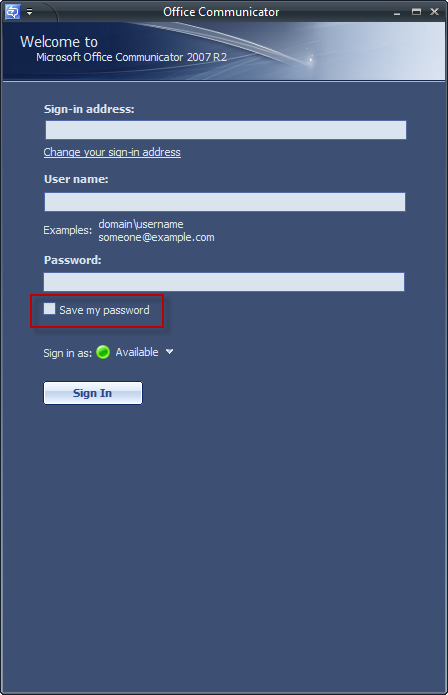 Office Communicator
Welcome to
Microsoft Office Communicator 2007 R2
Sign-in address:
Change your sign-in address
User name:
Examples: domain\username
someone@example.com
Password:
Save my password
Sign in as: Available
Sign In